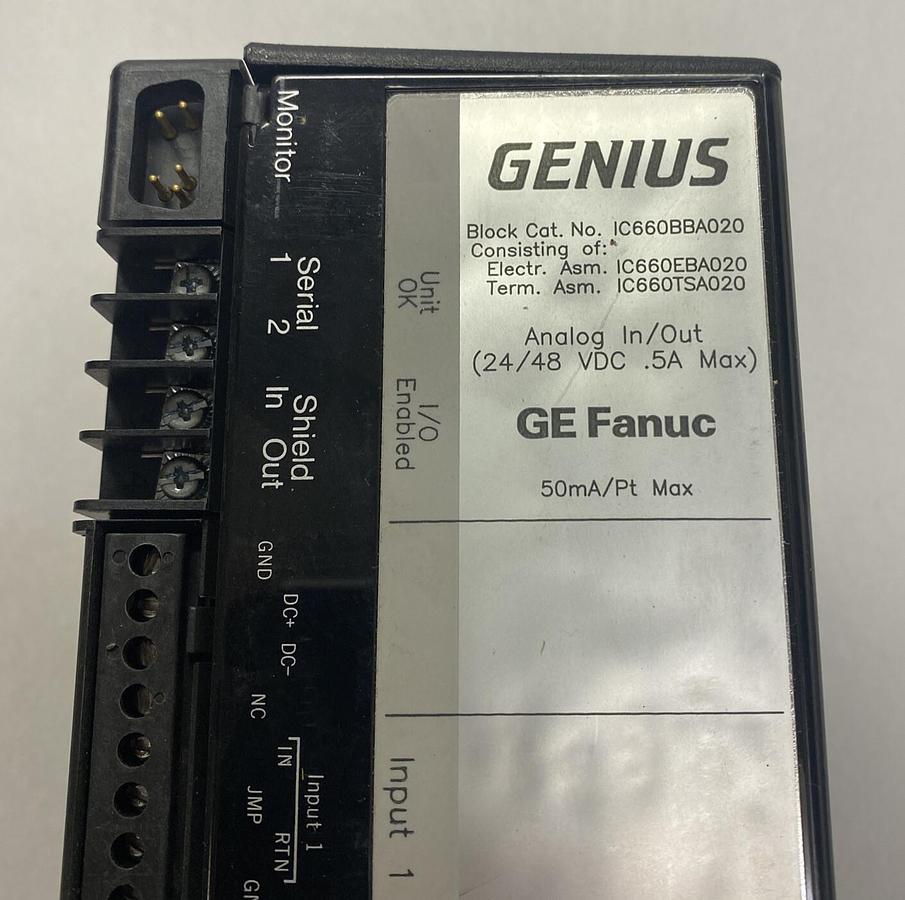 GENIUS
Block Cat. No. IC660BBA020
Consisting of:
Electr. Asm. IC660EBA020
Term. Asm. IC660TSA020
Analog In/Out
(24/48 VDC .5A Max)
GE Fanuc
50mA/Pt Max
Unit
OK
I/O
Enabled
Input 1
Monitor
Serial
1 2
Shield
In Out
GND
DC+ DC-
NC
Input 1
IN RTN
JMP